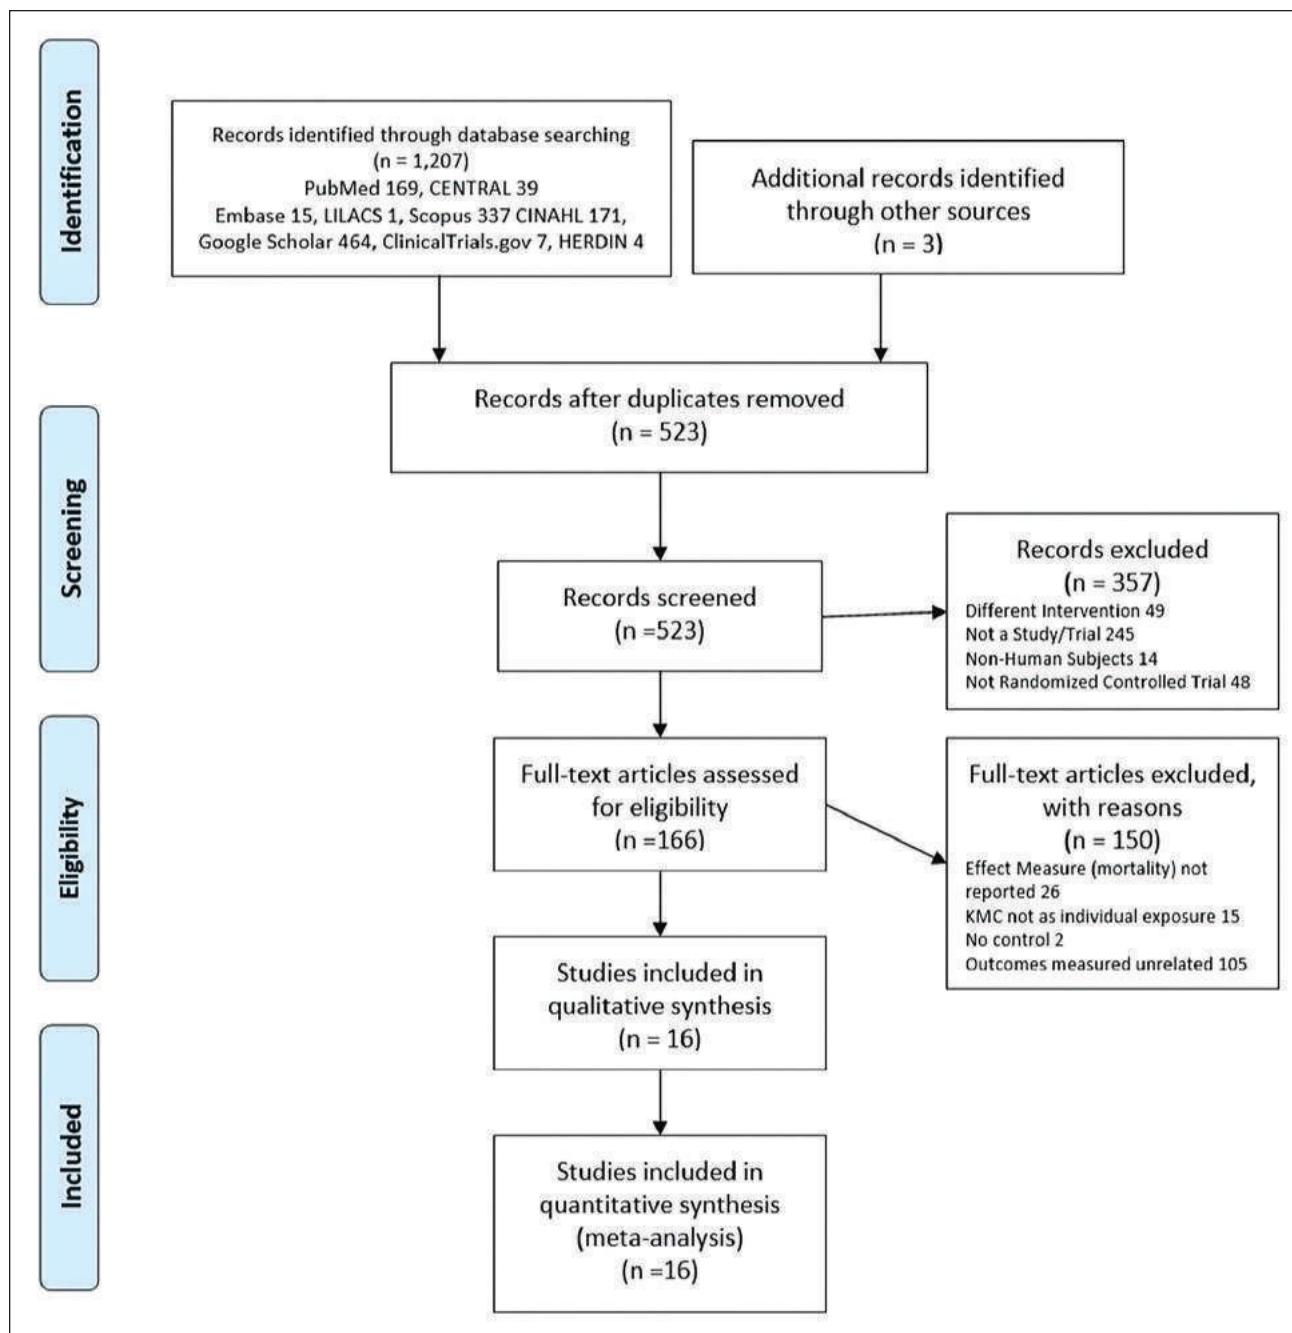 Identification
Records identified through database searching
(n = 1,207)
PubMed 169, CENTRAL 39
Embase 15, LILACS 1, Scopus 337 CINAHL 171,
Google Scholar 464, ClinicalTrials.gov 7, HERDIN 4
Additional records identified
through other sources
(n = 3)
Records after duplicates removed
(n = 523)
Screening
Records screened
(n =523)
Records excluded
(n = 357)
Different Intervention 49
Not a Study/Trial 245
Non-Human Subjects 14
Not Randomized Controlled Trial 48
Eligibility
Full-text articles assessed
for eligibility
(n =166)
Full-text articles excluded,
with reasons
(n = 150)
Effect Measure (mortality) not
reported 26
KMC not as individual exposure 15
No control 2
Outcomes measured unrelated 105
Studies included in
qualitative synthesis
(n = 16)
Included
Studies included in
quantitative synthesis
(meta-analysis)
(n =16)